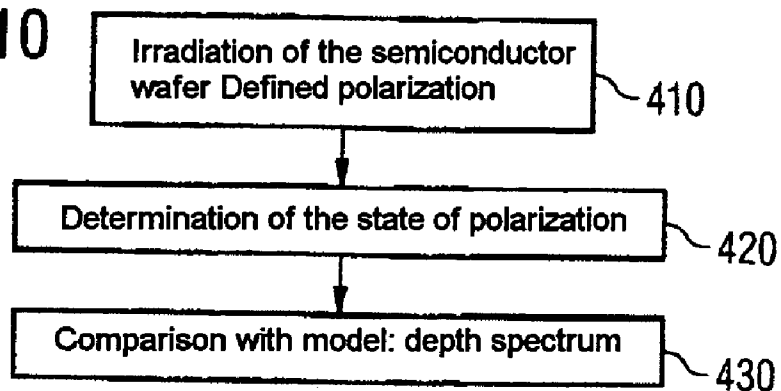 10
Irradiation of the semiconductor
wafer Defined polarization
410
Determination of the state of polarization
420
Comparison with model: depth spectrum
430